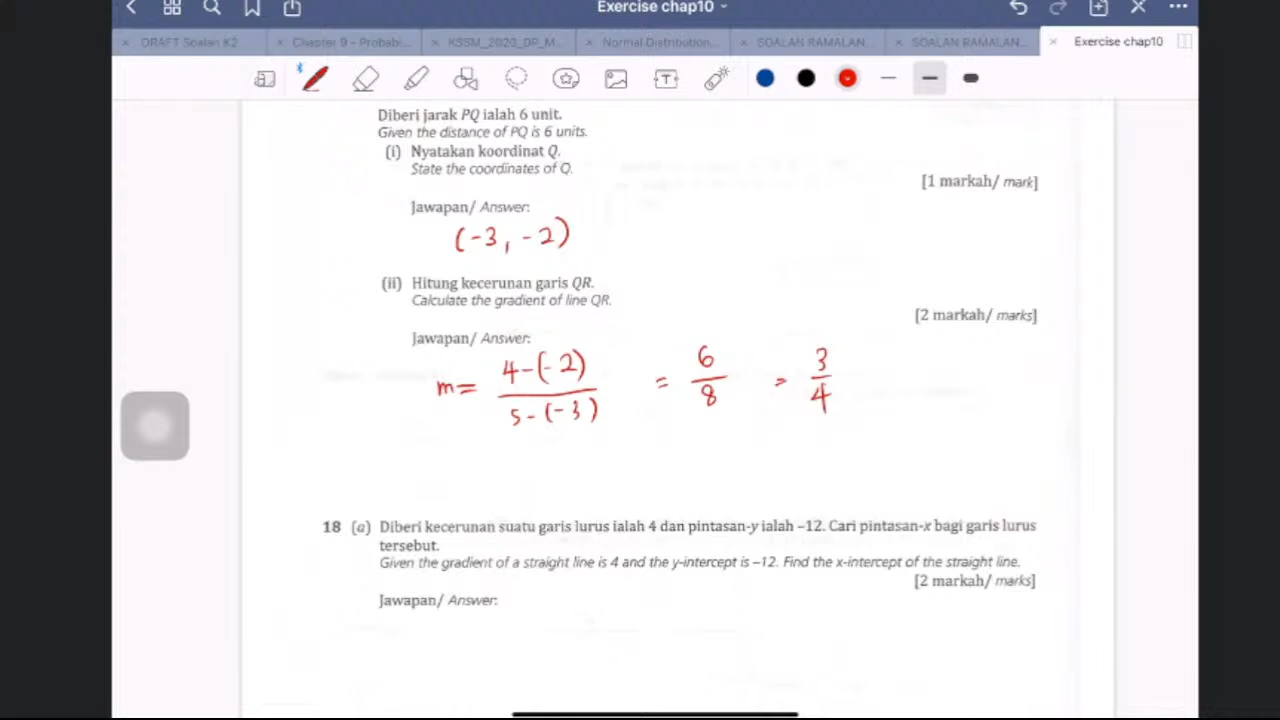 Exercise chap10
DRAFT Soalan K2
Chapter 9 - Probabi...
KSSM_2020_DP_M...
Normal Distribution...
SOALAN RAMALAN...
SOALAN RAMALAN...
Exercise chap10
Diberi jarak PQ ialah 6 unit.
Given the distance of PQ is 6 units.
(i) Nyatakan koordinat Q.
State the coordinates of Q.
[1 markah/ mark]
Jawapan/ Answer:
(-3, -2)
(ii) Hitung kecerunan garis QR.
Calculate the gradient of line QR.
[2 markah/ marks]
Jawapan/ Answer:
m = 4-(-2) / 5-(-3) = 6/8 = 3/4
18 (a) Diberi kecerunan suatu garis lurus ialah 4 dan pintasan-y ialah −12. Cari pintasan-x bagi garis lurus
tersebut.
Given the gradient of a straight line is 4 and the y-intercept is −12. Find the x-intercept of the straight line.
[2 markah/ marks]
Jawapan/ Answer: